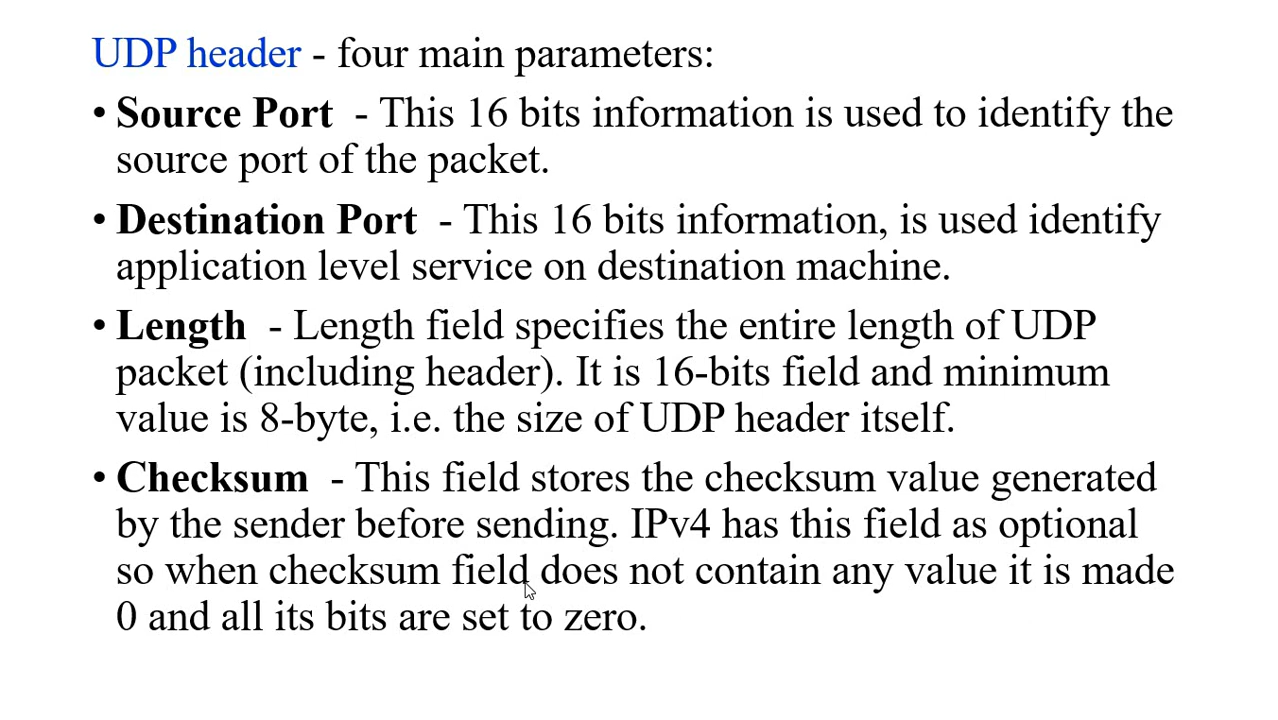 UDP header - four main parameters:
• Source Port - This 16 bits information is used to identify the
source port of the packet.
• Destination Port - This 16 bits information, is used identify
application level service on destination machine.
• Length - Length field specifies the entire length of UDP
packet (including header). It is 16-bits field and minimum
value is 8-byte, i.e. the size of UDP header itself.
• Checksum - This field stores the checksum value generated
by the sender before sending. IPv4 has this field as optional
so when checksum field does not contain any value it is made
0 and all its bits are set to zero.